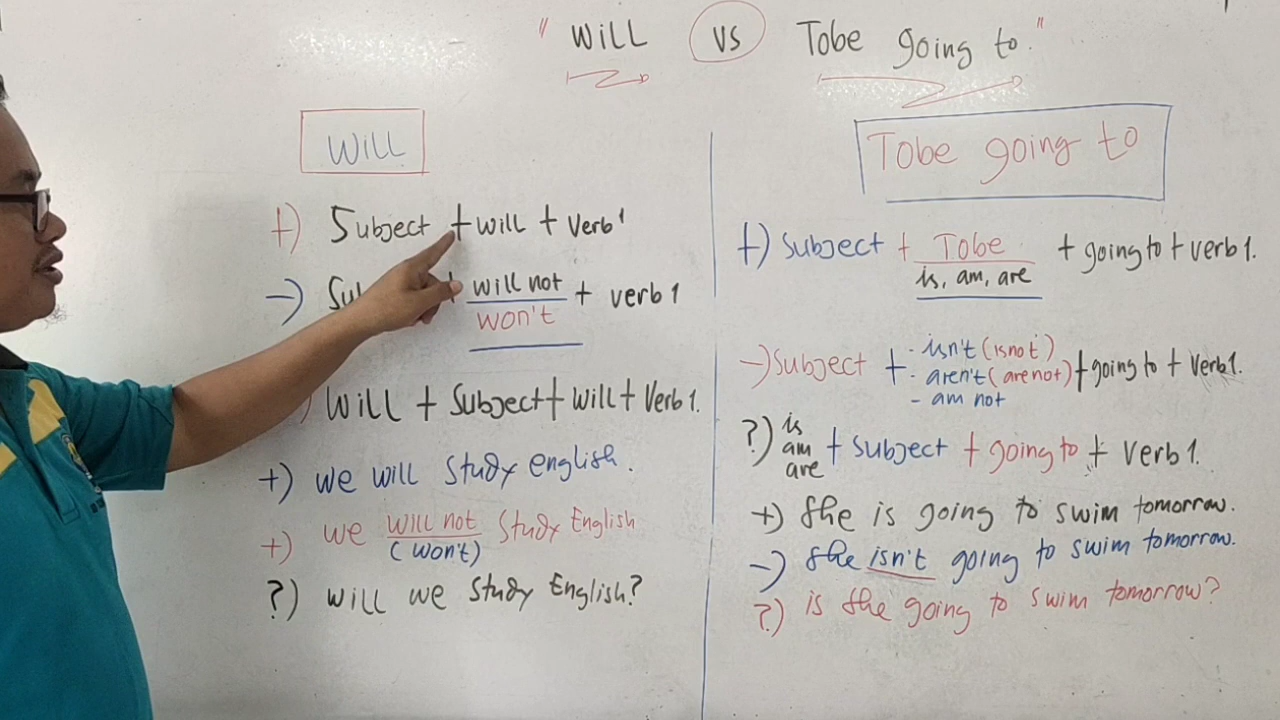 " WiLL VS Tobe going to. "
WiLL
+) Subject + will + Verb 1
-) Su + will not + verb 1
won't
) WiLL + Subject + will + Verb 1.
+) we will study english.
+) we will not study English
(won't)
?) will we study English?
Tobe going to
+) Subject + Tobe + going to + verb 1.
is, am, are
-) Subject + - isn't (is not) + going to + Verb 1.
- aren't (are not)
- am not
?) is + Subject + going to + Verb 1.
am
are
+) She is going to swim tomorrow.
-) She isn't going to swim tomorrow.
?) is She going to swim tomorrow?